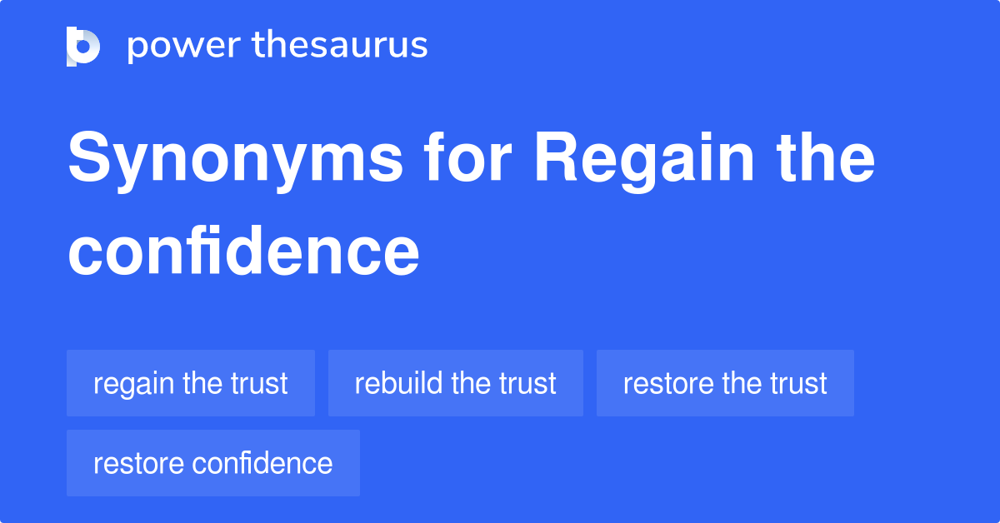 power thesaurus
Synonyms for Regain the
confidence
regain the trust rebuild the trust restore the trust
restore confidence